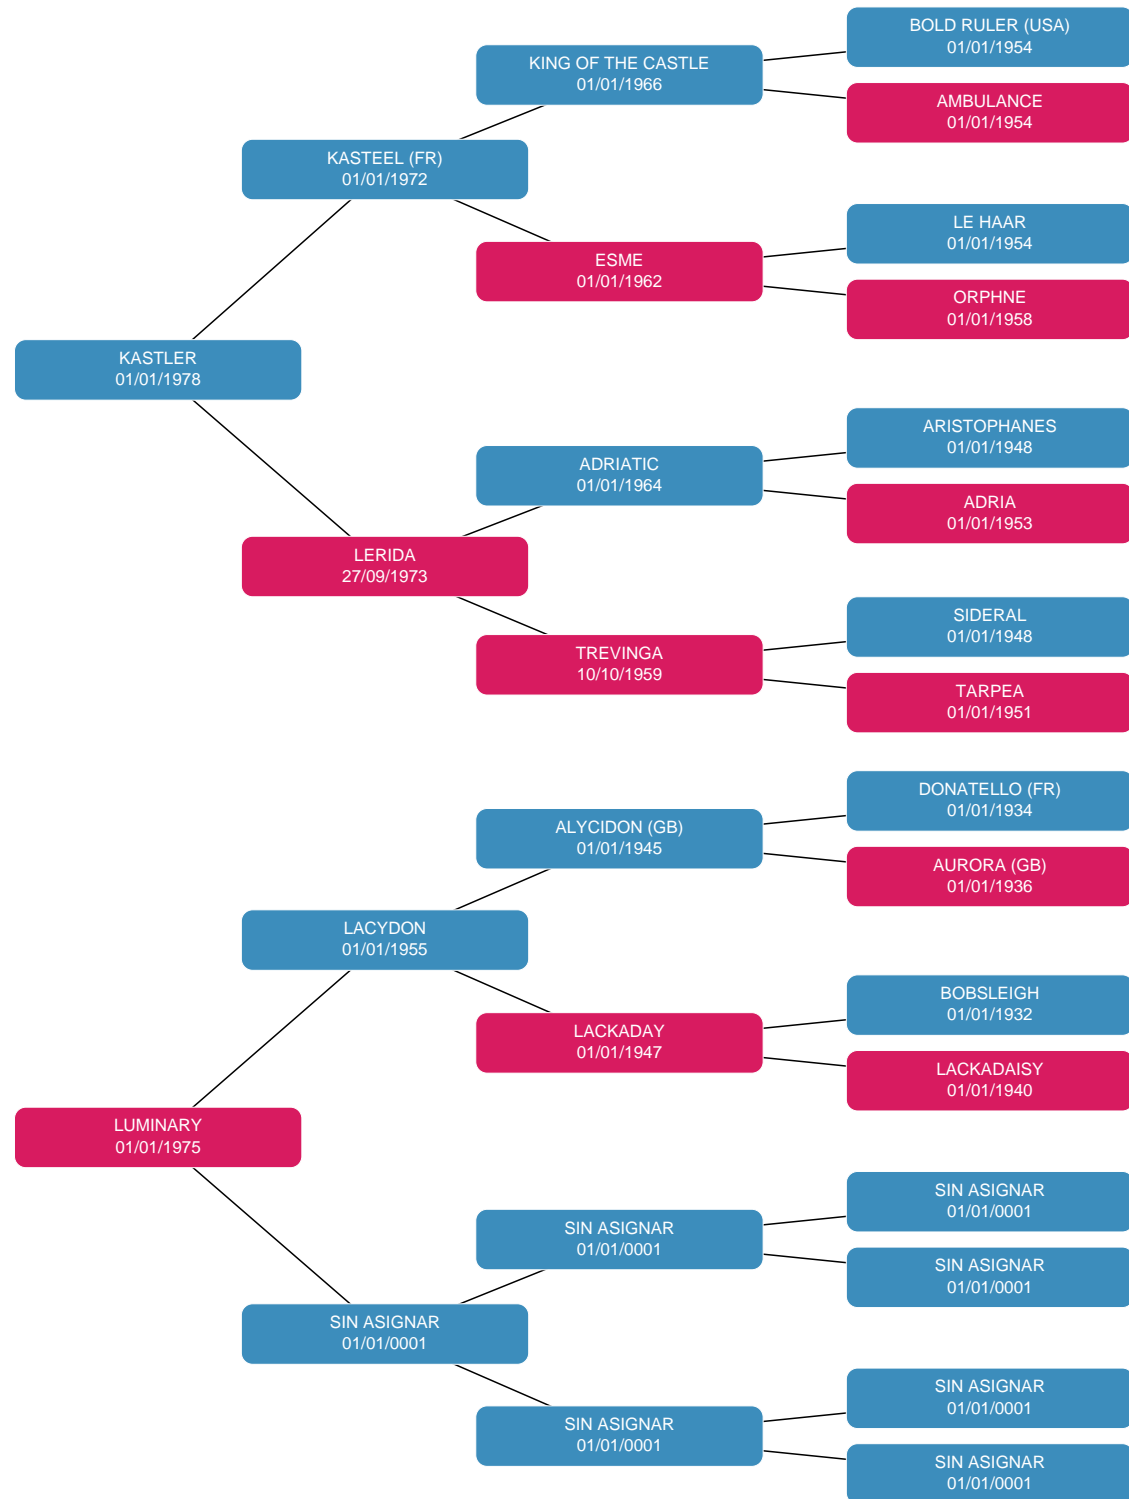 BOLD RULER (USA)
01/01/1954
KING OF THE CASTLE
01/01/1966
AMBULANCE
01/01/1954
KASTEEL (FR)
01/01/1972
LE HAAR
01/01/1954
ESME
01/01/1962
ORPHNE
01/01/1958
KASTLER
01/01/1978
ARISTOPHANES
01/01/1948
ADRIATIC
01/01/1964
ADRIA
01/01/1953
LERIDA
27/09/1973
SIDERAL
01/01/1948
TREVINGA
10/10/1959
TARPEA
01/01/1951
DONATELLO (FR)
01/01/1934
ALYCIDON (GB)
01/01/1945
AURORA (GB)
01/01/1936
LACYDON
01/01/1955
BOBSLEIGH
01/01/1932
LACKADAY
01/01/1947
LACKADAISY
01/01/1940
LUMINARY
01/01/1975
SIN ASIGNAR
01/01/0001
SIN ASIGNAR
01/01/0001
SIN ASIGNAR
01/01/0001
SIN ASIGNAR
01/01/0001
SIN ASIGNAR
01/01/0001
SIN ASIGNAR
01/01/0001
SIN ASIGNAR
01/01/0001